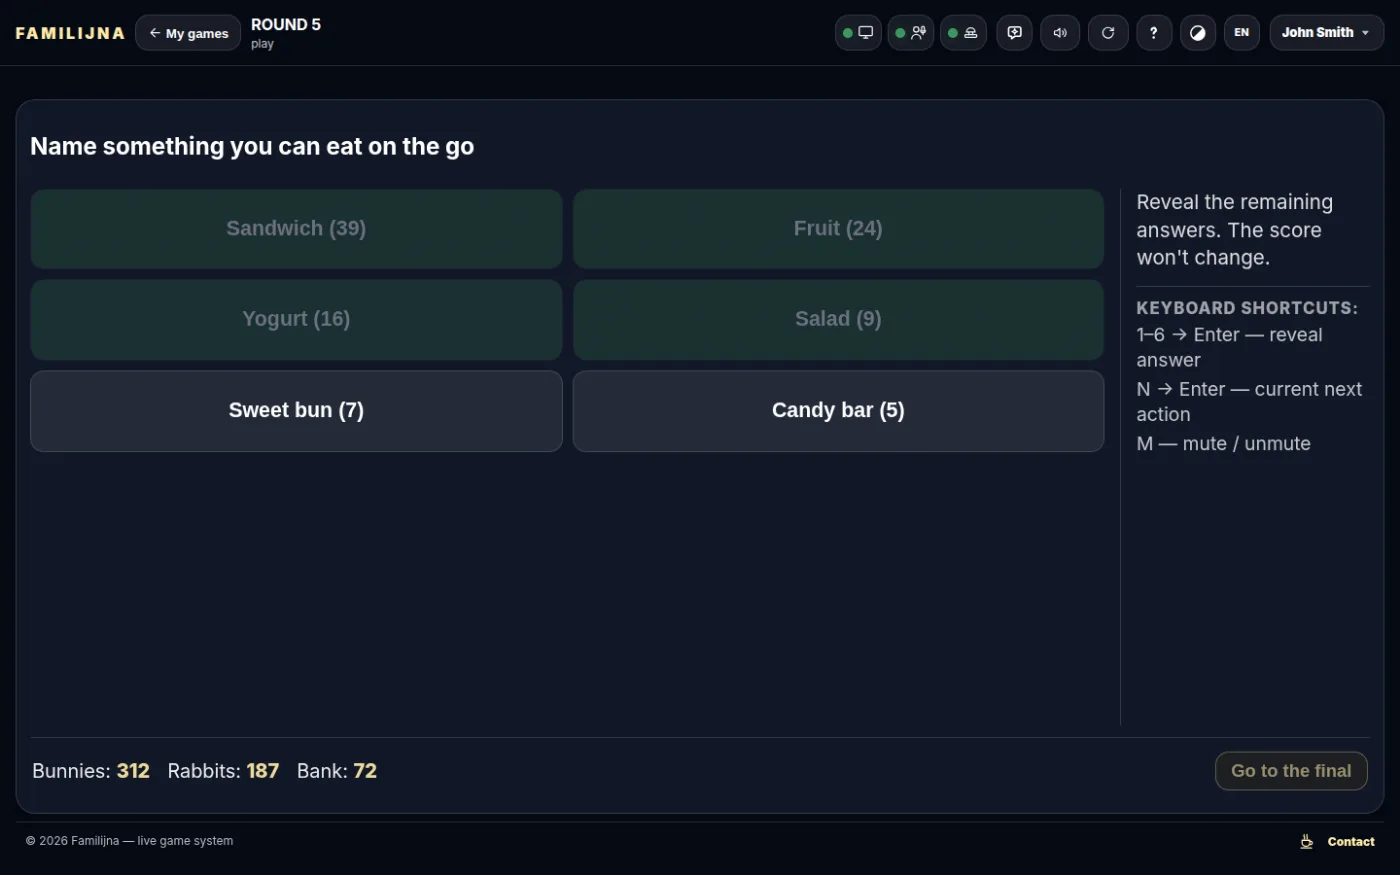 FAMILIJNA
← My games
ROUND 5
play
?
EN
John Smith
Name something you can eat on the go
Sandwich (39)
Fruit (24)
Yogurt (16)
Salad (9)
Sweet bun (7)
Candy bar (5)
Reveal the remaining
answers. The score
won't change.
KEYBOARD SHORTCUTS:
1–6 → Enter — reveal
answer
N → Enter — current next
action
M — mute / unmute
Bunnies: 312 Rabbits: 187 Bank: 72
Go to the final
© 2026 Familijna — live game system
Contact